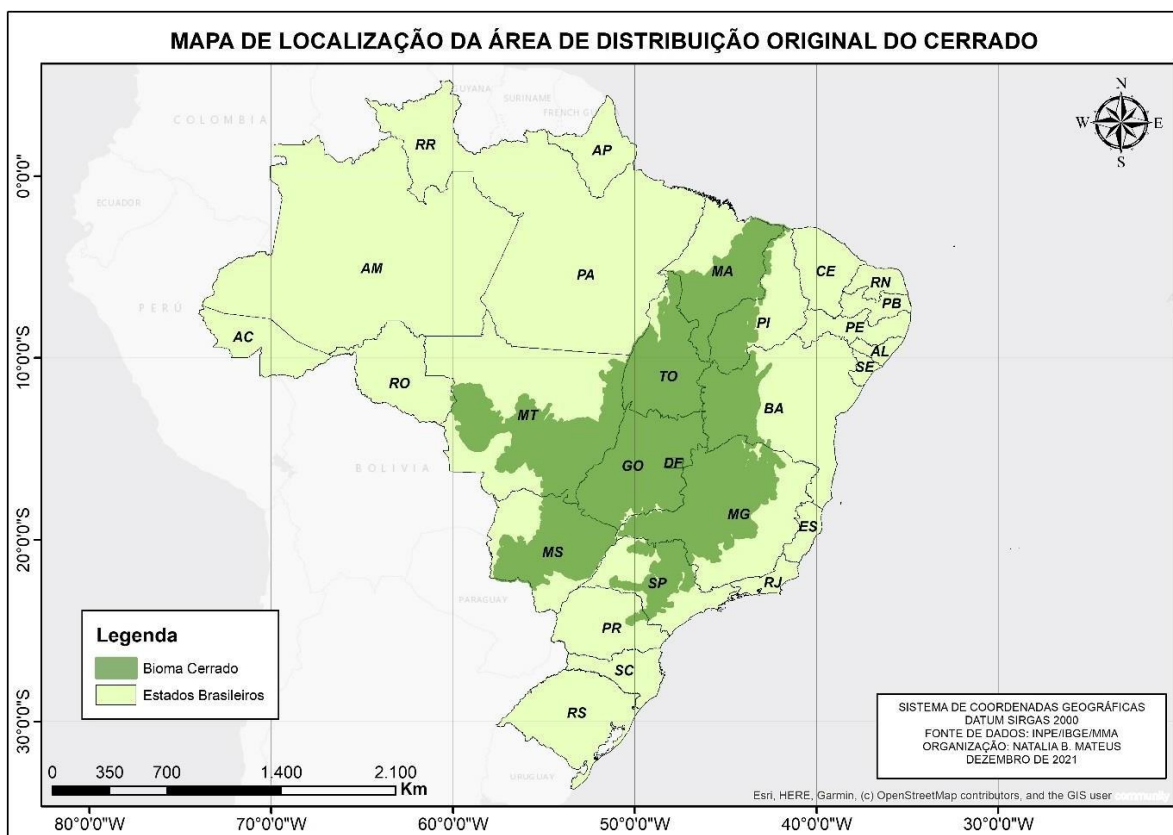 MAPA DE LOCALIZAÇÃO DA ÁREA DE DISTRIBUIÇÃO ORIGINAL DO CERRADO
N
W E
S
COLOMBIA
GUYANA
SURINAME
FRENCH GU
ECUADOR
PERÚ
BOLIVIA
PARAGUAY
URUGUAY
RR
AP
AM
PA
MA
CE
RN
PB
PE
PI
AL
SE
AC
RO
TO
MT
BA
GO
DF
MG
ES
MS
SP
RJ
PR
SC
RS
0°0'0"
10°0'0"S
20°0'0"S
30°0'0"S
Legenda
Bioma Cerrado
Estados Brasileiros
0 350 700 1.400 2.100
Km
SISTEMA DE COORDENADAS GEOGRÁFICAS
DATUM SIRGAS 2000
FONTE DE DADOS: INPE/IBGE/MMA
ORGANIZAÇÃO: NATALIA B. MATEUS
DEZEMBRO DE 2021
Esri, HERE, Garmin, (c) OpenStreetMap contributors, and the GIS user community
80°0'0"W 70°0'0"W 60°0'0"W 50°0'0"W 40°0'0"W 30°0'0"W